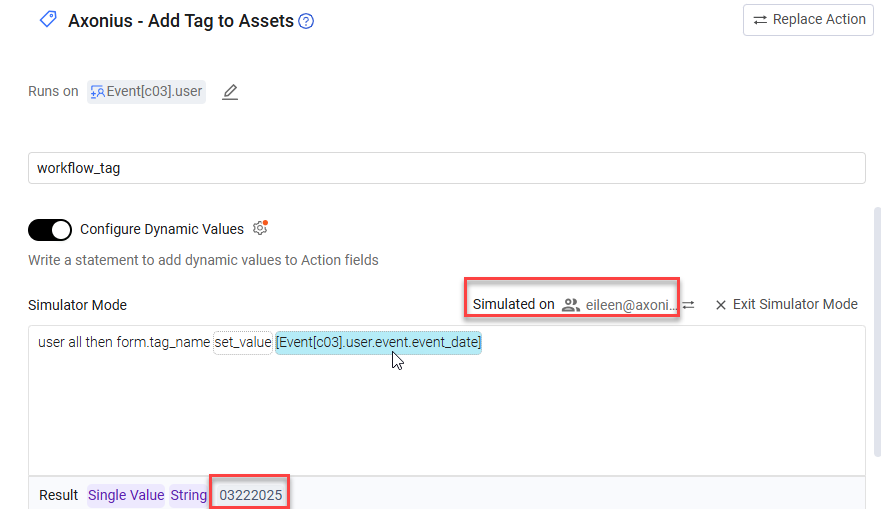 Axonius - Add Tag to Assets
Replace Action
Runs on Event[c03].user
workflow_tag
Configure Dynamic Values
Write a statement to add dynamic values to Action fields
Simulator Mode
Simulated on eileen@axoni...
Exit Simulator Mode
user all then form.tag_name set_value [Event[c03].user.event.event_date]
Result Single Value String 03222025